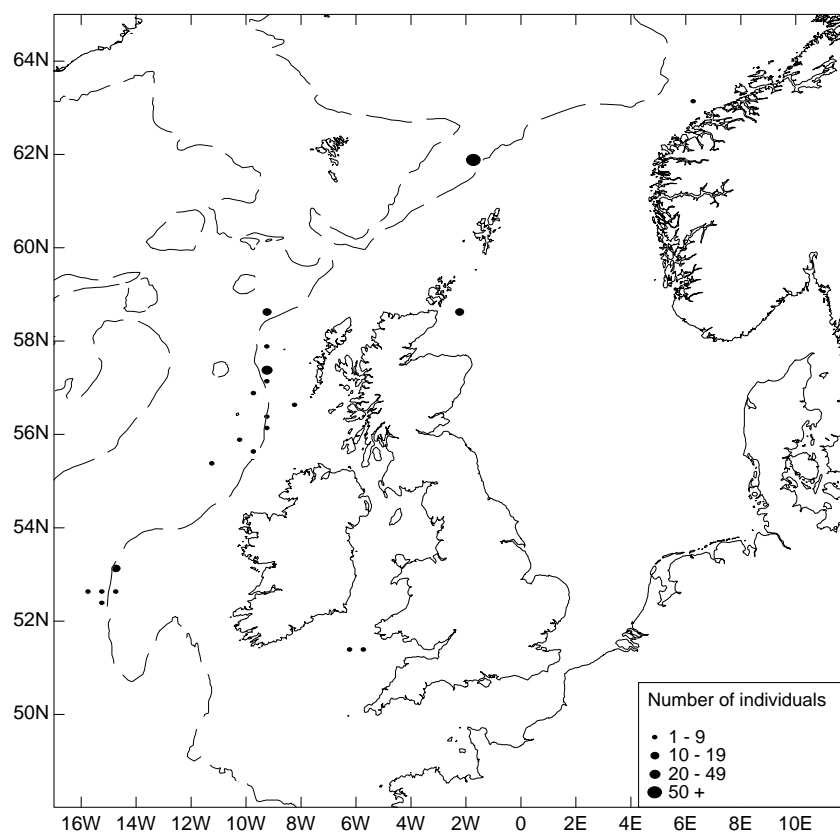 64N
62N
60N
58N
56N
54N
52N
50N
Number of individuals
1 - 9
10 - 19
20 - 49
50 +
16W 14W 12W 10W 8W 6W 4W 2W 0 2E 4E 6E 8E 10E